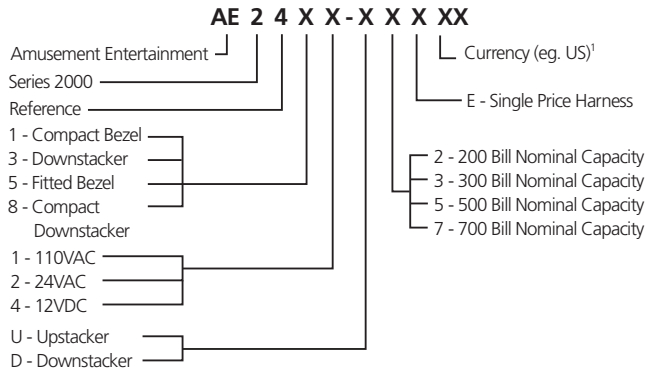 AE 2 4 X X - X X X XX
Amusement Entertainment
Currency (eg. US)¹
Series 2000
Reference
E - Single Price Harness
1 - Compact Bezel
3 - Downstacker
5 - Fitted Bezel
8 - Compact
Downstacker
2 - 200 Bill Nominal Capacity
3 - 300 Bill Nominal Capacity
5 - 500 Bill Nominal Capacity
7 - 700 Bill Nominal Capacity
1 - 110VAC
2 - 24VAC
4 - 12VDC
U - Upstacker
D - Downstacker